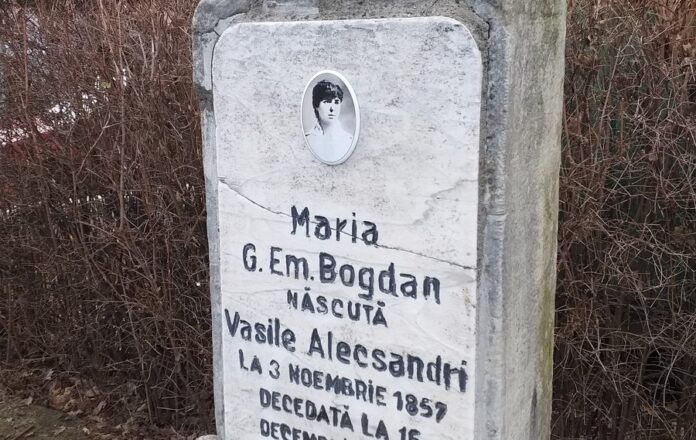 Maria
G. Em. Bogdan
NĂSCUTĂ
Vasile Alecsandri
LA 3 NOEMBRIE 1857
DECEDATĂ LA 16